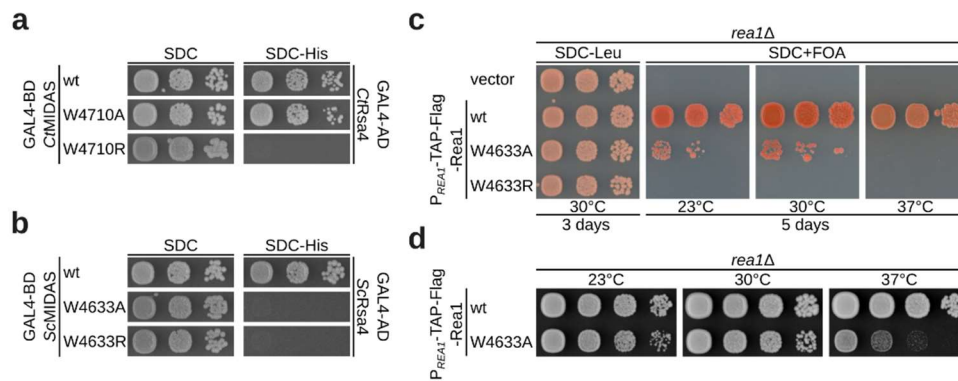 a
SDC
SDC-His
GAL4-BD
CtMIDAS
wt
W4710A
W4710R
GAL4-AD
CtRsa4
b
SDC
SDC-His
GAL4-BD
ScMIDAS
wt
W4633A
W4633R
GAL4-AD
ScRsa4
c
rea1Δ
SDC-Leu
SDC+FOA
PREA1-TAP-Flag
-Rea1
vector
wt
W4633A
W4633R
30°C
23°C
30°C
37°C
3 days
5 days
d
rea1Δ
23°C
30°C
37°C
PREA1-TAP-Flag
-Rea1
wt
W4633A